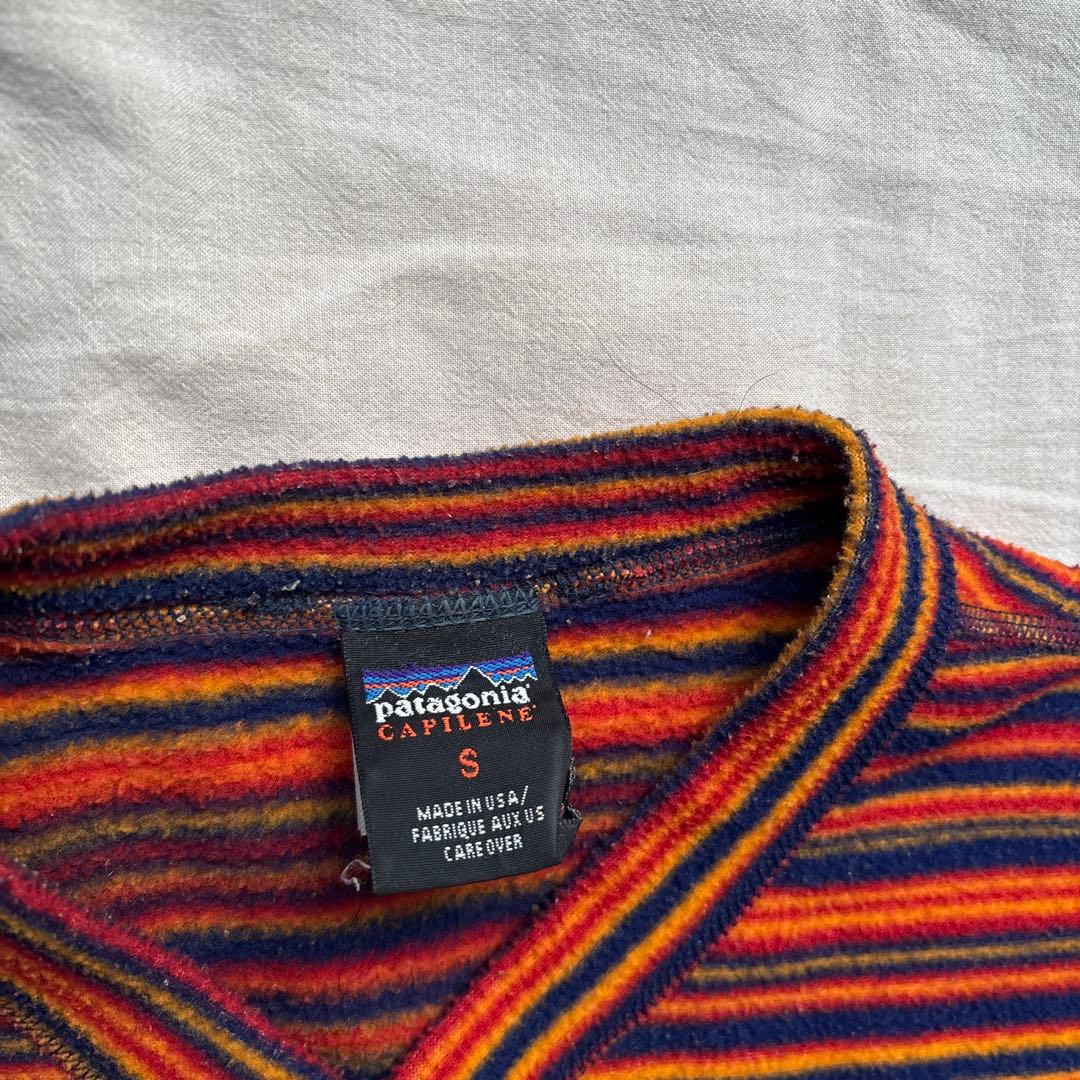 patagonia®
CAPILENE®
S
MADE IN USA/
FABRIQUE AUX US
CARE OVER